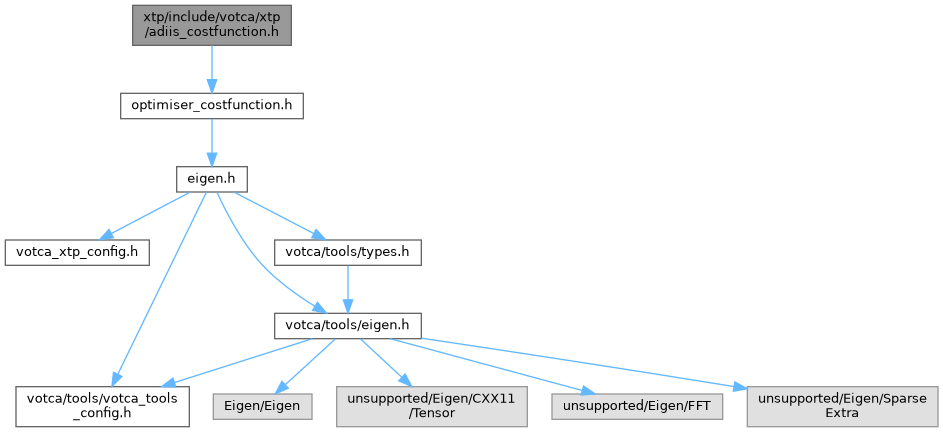 xtp/include/votca/xtp
/adiis_costfunction.h
optimiser_costfunction.h
eigen.h
votca_xtp_config.h
votca/tools/types.h
votca/tools/eigen.h
votca/tools/votca_tools
_config.h
Eigen/Eigen
unsupported/Eigen/CXX11
/Tensor
unsupported/Eigen/FFT
unsupported/Eigen/Sparse
Extra